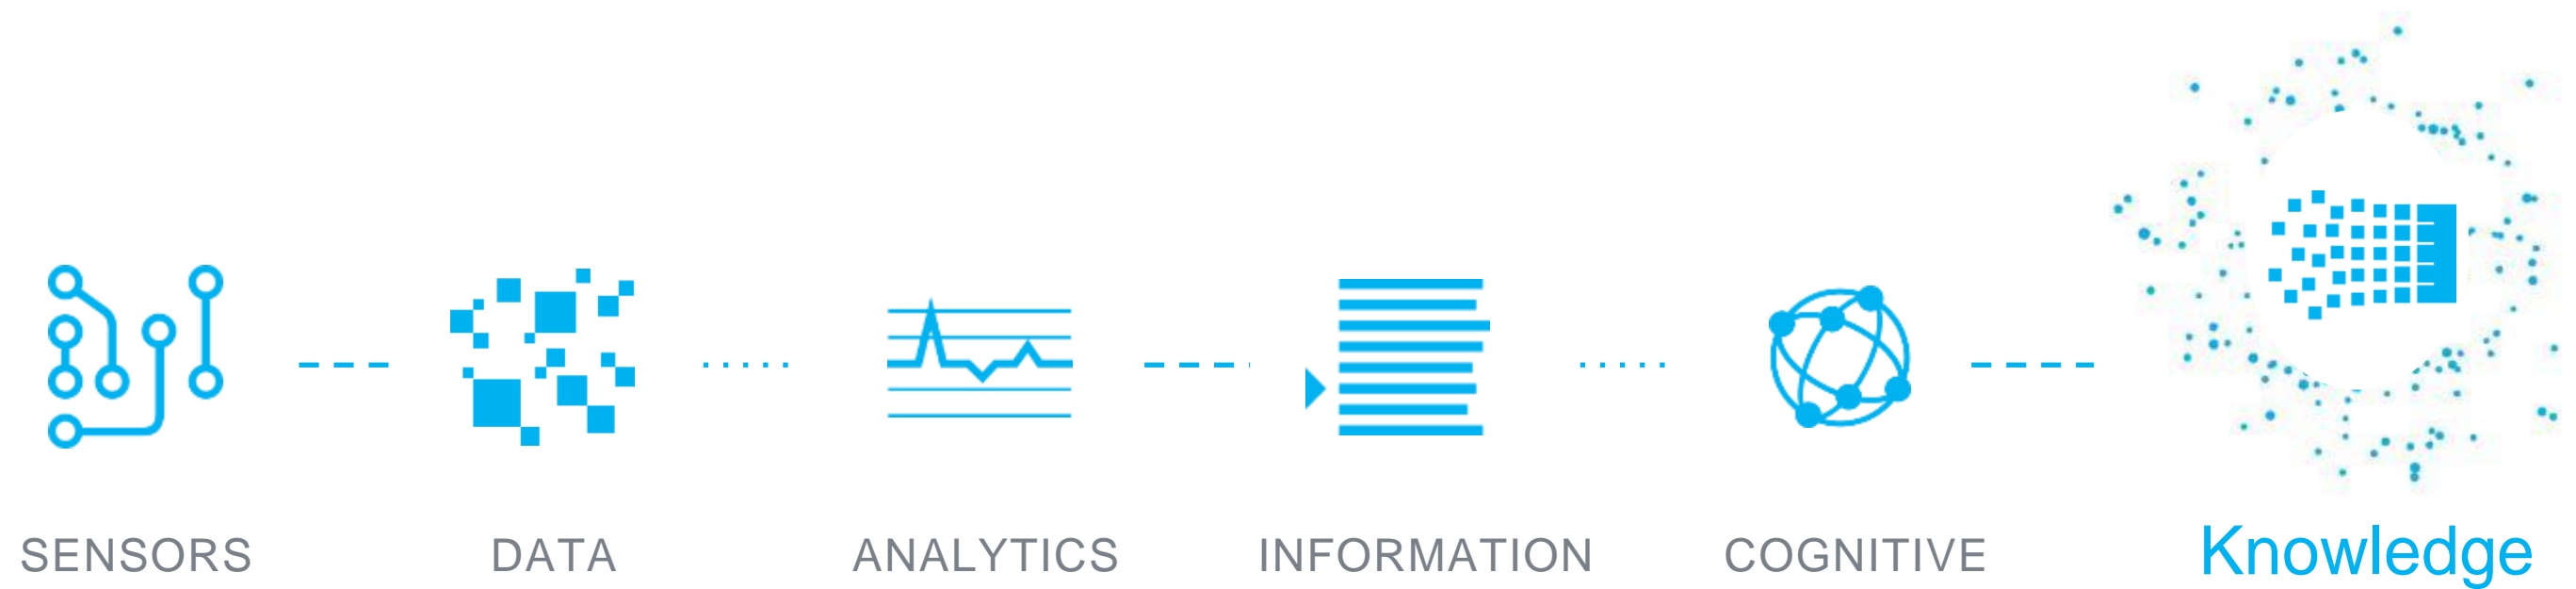 SENSORS DATA ANALYTICS INFORMATION COGNITIVE Knowledge